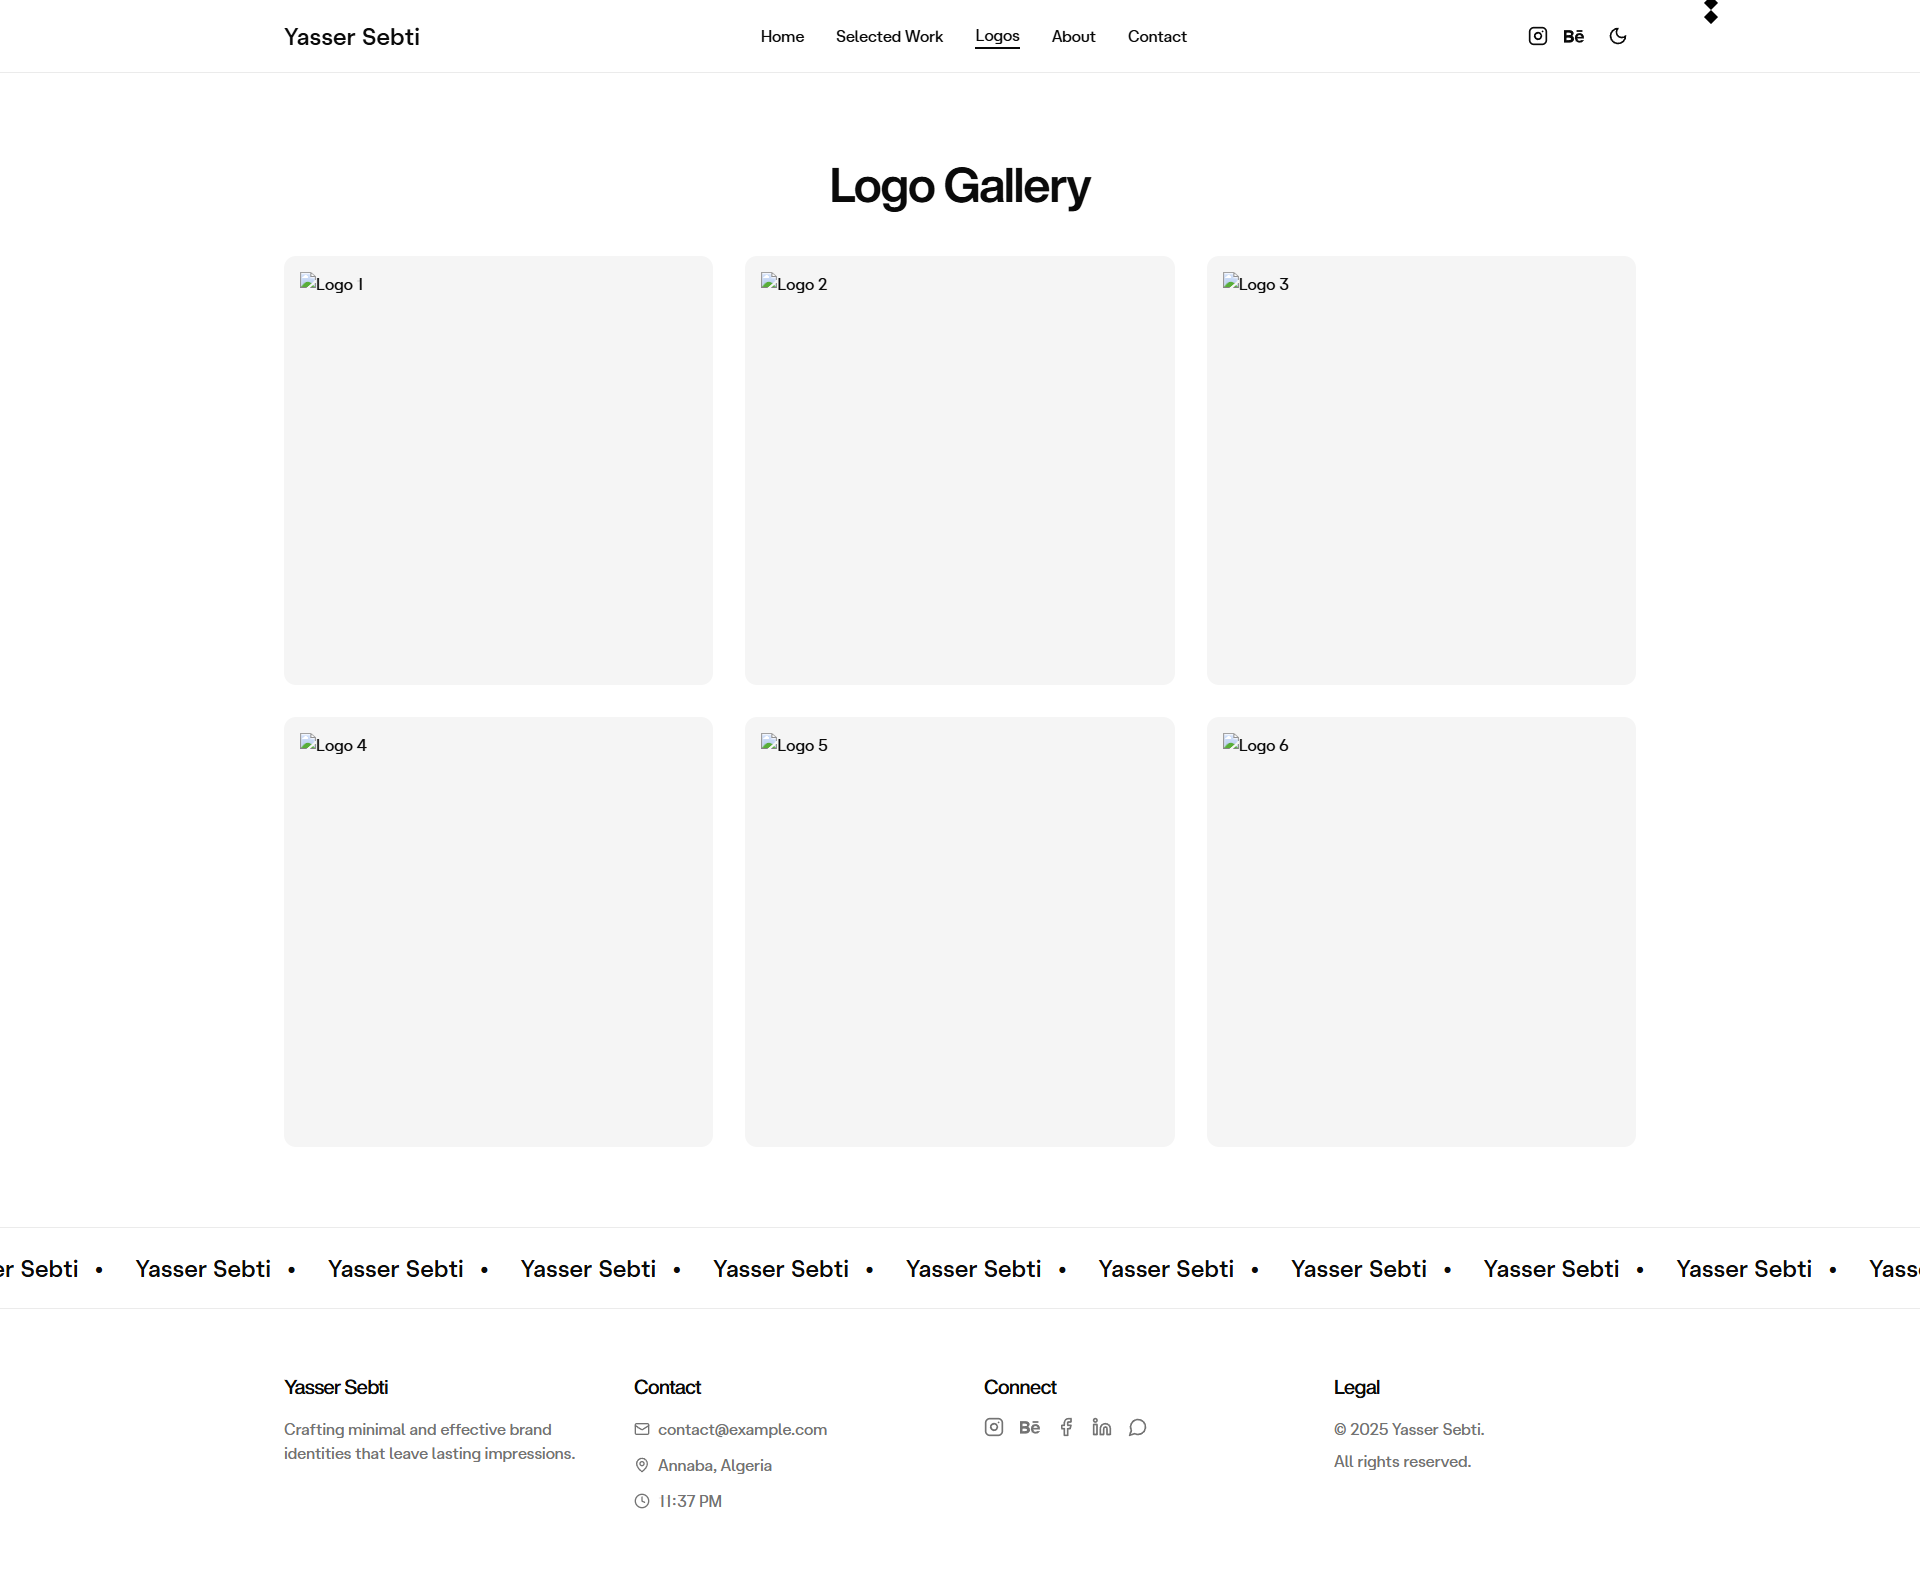 Yasser Sebti
Home Selected Work Logos About Contact
Bē
Logo Gallery
Logo 1 Logo 2 Logo 3
Logo 4 Logo 5 Logo 6
er Sebti • Yasser Sebti • Yasser Sebti • Yasser Sebti • Yasser Sebti • Yasser Sebti • Yasser Sebti • Yasser Sebti • Yasser Sebti • Yasser Sebti • Yass
Yasser Sebti
Crafting minimal and effective brand
identities that leave lasting impressions.
Contact
contact@example.com
Annaba, Algeria
11:37 PM
Connect
Bē
Legal
© 2025 Yasser Sebti.
All rights reserved.